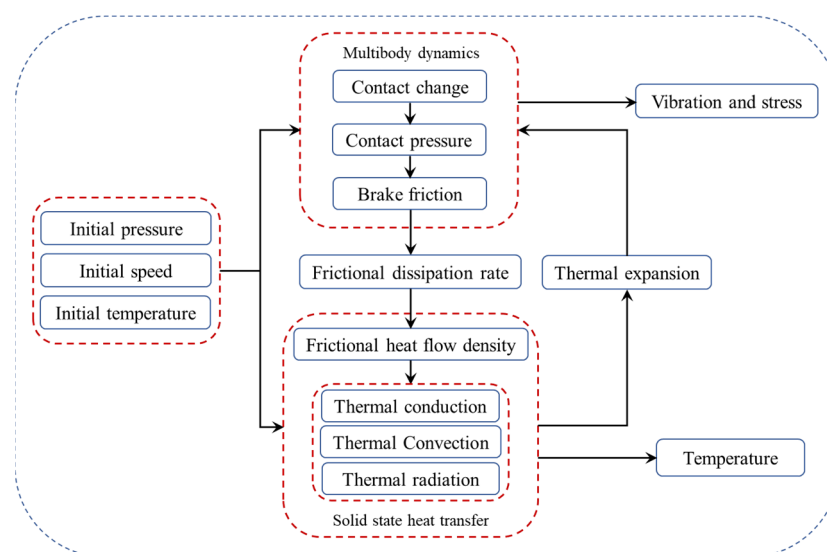 Multibody dynamics
Contact change
Contact pressure
Brake friction
Vibration and stress
Initial pressure
Initial speed
Initial temperature
Frictional dissipation rate
Thermal expansion
Frictional heat flow density
Thermal conduction
Thermal Convection
Thermal radiation
Solid state heat transfer
Temperature